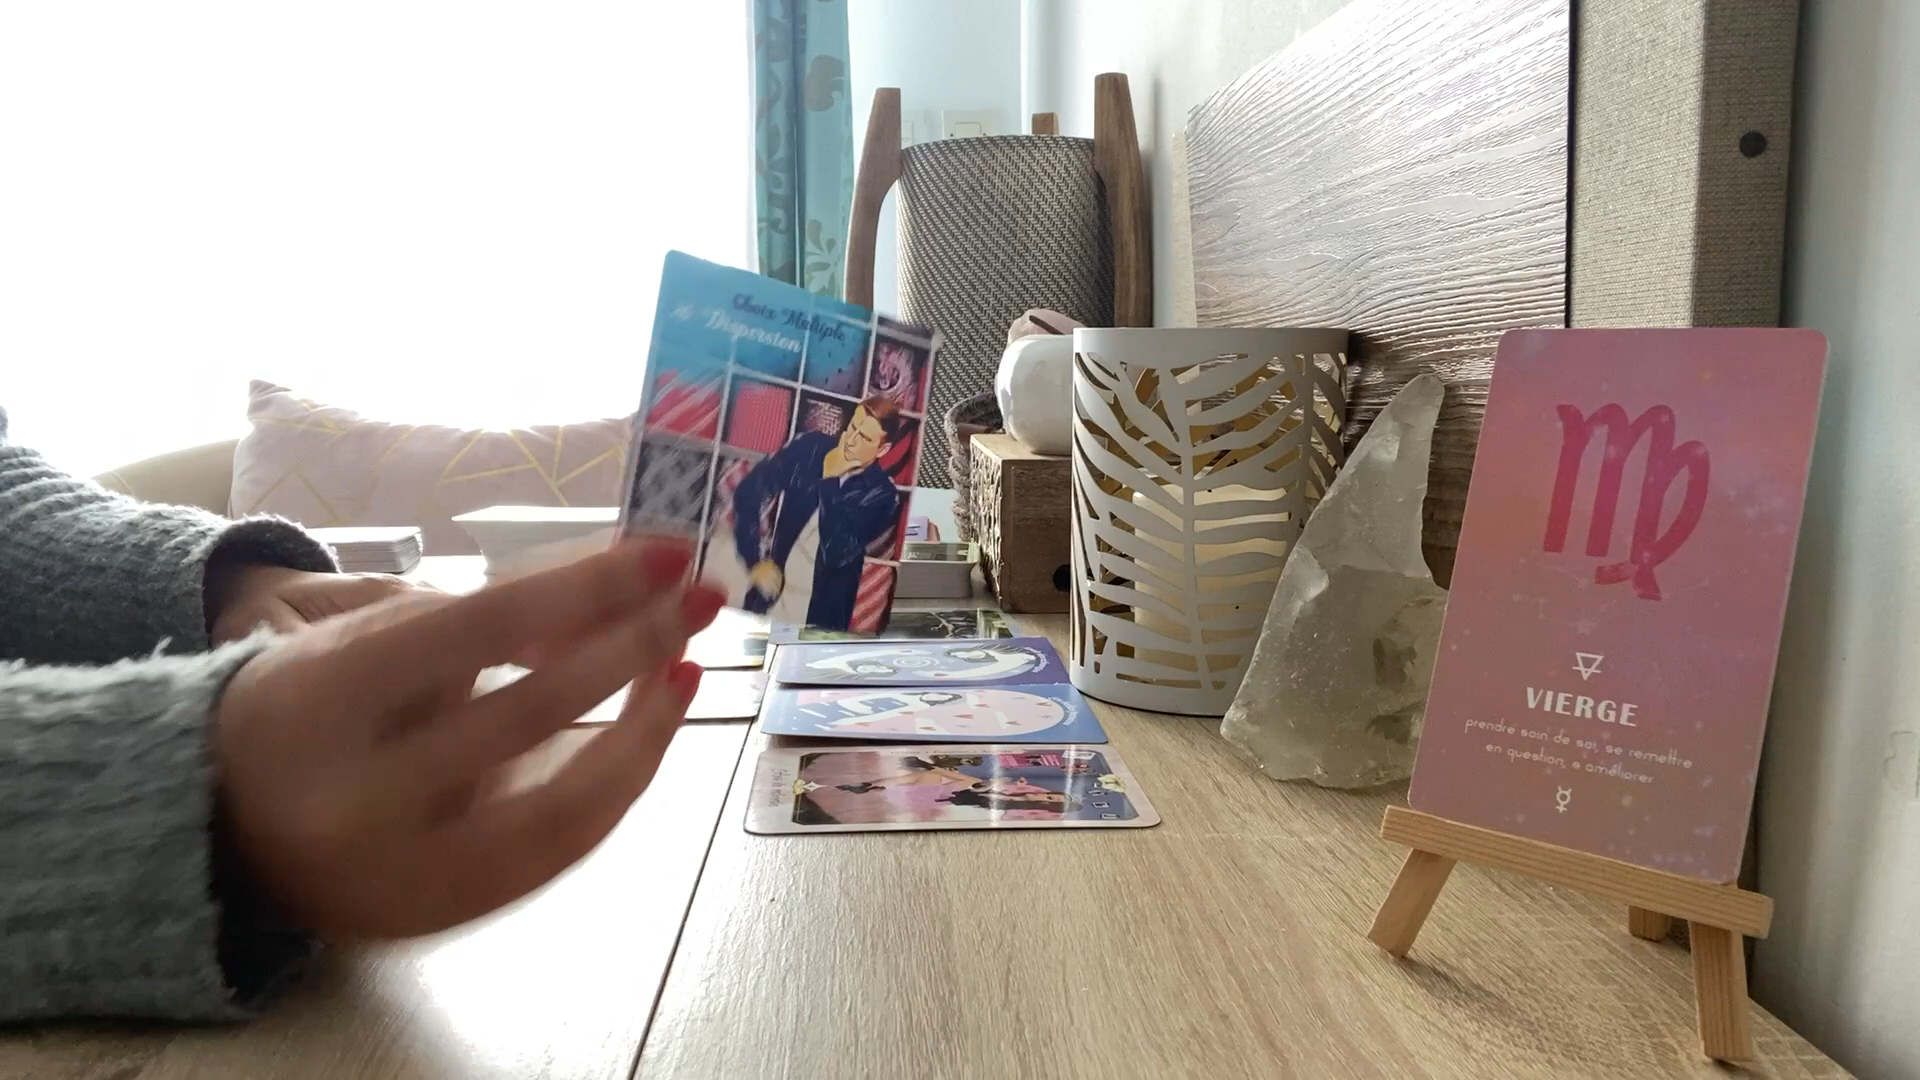 Choix Multiple
& Dispersion
VIERGE
prendre soin de soi, se remettre
en question, s'améliorer